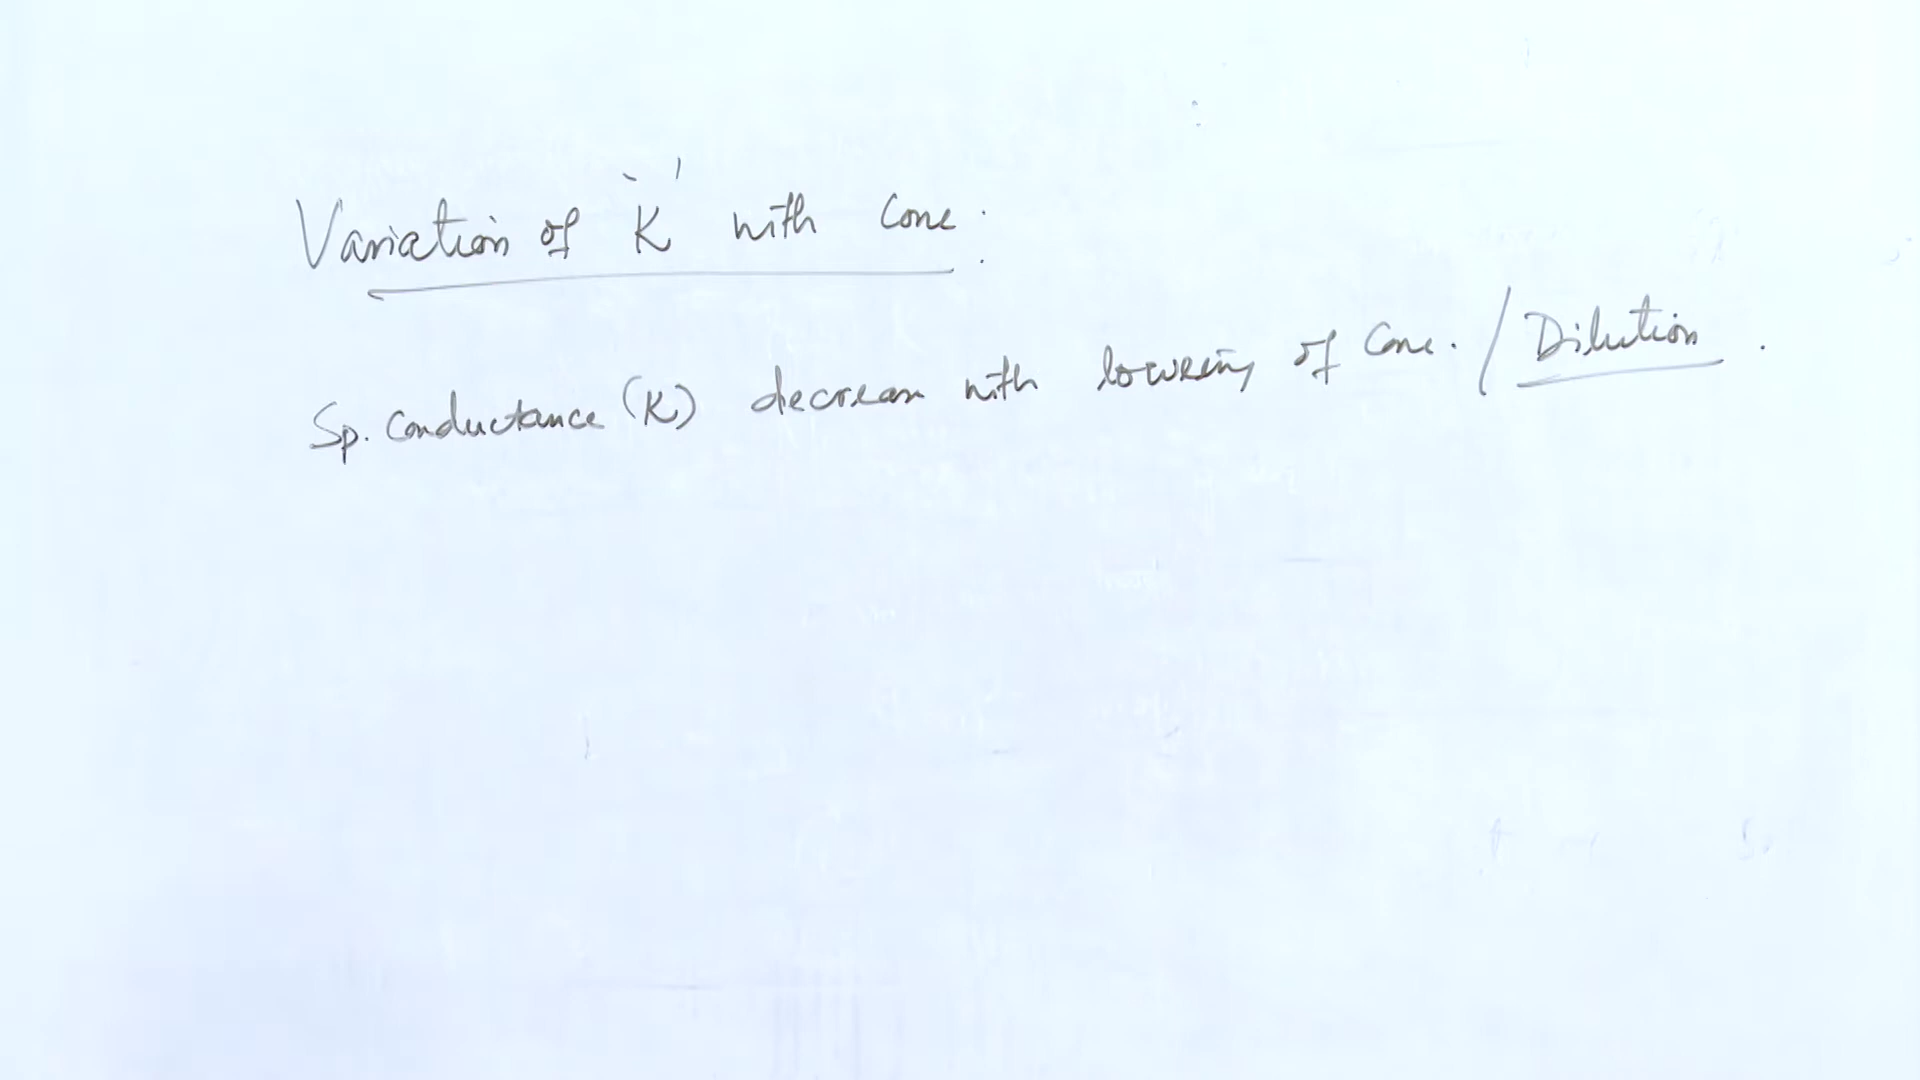 Variation of 'K' with Conc:
Sp. Conductance (K) decrease with lowering of Conc. / Dilution.